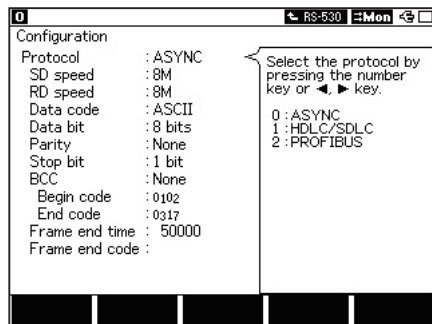 0 RS-530 Mon
Configuration
Protocol :ASYNC
SD speed :8M
RD speed :8M
Data code :ASCII
Data bit :8 bits
Parity :None
Stop bit :1 bit
BCC :None
Begin code :0102
End code :0317
Frame end time : 50000
Frame end code :
Select the protocol by
pressing the number
key or ◄, ► key.
0 :ASYNC
1 :HDLC/SDLC
2 :PROFIBUS